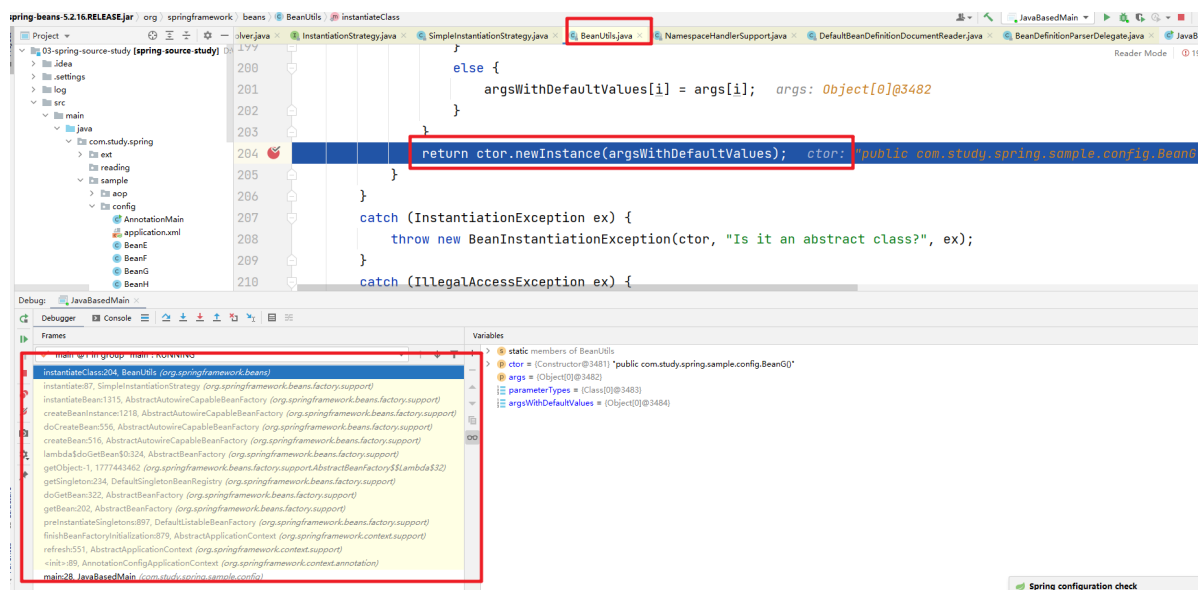 spring-beans-5.2.16.RELEASE.jar org springframework beans BeanUtils instantiateClass JavaBasedMain
Project olver.java InstantiationStrategy.java SimpleInstantiationStrategy.java BeanUtils.java NamespaceHandlerSupport.java DefaultBeanDefinitionDocumentReader.java BeanDefinitionParserDelegate.java JavaB
03-spring-source-study [spring-source-study]
.idea
.settings
log
src
main
java
com.study.spring
ext
reading
sample
aop
config
AnnotationMain
application.xml
BeanE
BeanF
BeanG
BeanH
Reader Mode
199 }
200 else {
201 argsWithDefaultValues[i] = args[i]; args: Object[0]@3482
202 }
203 }
204 return ctor.newInstance(argsWithDefaultValues); ctor: "public com.study.spring.sample.config.BeanG
205 }
206 }
207 catch (InstantiationException ex) {
208 throw new BeanInstantiationException(ctor, "Is it an abstract class?", ex);
209 }
210 catch (IllegalAccessException ex) {
Debug: JavaBasedMain
Debugger Console
Frames
"main"@1 in group "main": RUNNING
instantiateClass:204, BeanUtils (org.springframework.beans)
instantiate:87, SimpleInstantiationStrategy (org.springframework.beans.factory.support)
instantiateBean:1315, AbstractAutowireCapableBeanFactory (org.springframework.beans.factory.support)
createBeanInstance:1218, AbstractAutowireCapableBeanFactory (org.springframework.beans.factory.support)
doCreateBean:556, AbstractAutowireCapableBeanFactory (org.springframework.beans.factory.support)
createBean:516, AbstractAutowireCapableBeanFactory (org.springframework.beans.factory.support)
lambda$doGetBean$0:324, AbstractBeanFactory (org.springframework.beans.factory.support)
getObject:-1, 1777443462 (org.springframework.beans.factory.support.AbstractBeanFactory$$Lambda$32)
getSingleton:234, DefaultSingletonBeanRegistry (org.springframework.beans.factory.support)
doGetBean:322, AbstractBeanFactory (org.springframework.beans.factory.support)
getBean:202, AbstractBeanFactory (org.springframework.beans.factory.support)
preInstantiateSingletons:897, DefaultListableBeanFactory (org.springframework.beans.factory.support)
finishBeanFactoryInitialization:879, AbstractApplicationContext (org.springframework.context.support)
refresh:551, AbstractApplicationContext (org.springframework.context.support)
<init>:89, AnnotationConfigApplicationContext (org.springframework.context.annotation)
main:28, JavaBasedMain (com.study.spring.sample.config)
Variables
static members of BeanUtils
ctor = {Constructor@3481} "public com.study.spring.sample.config.BeanG()"
args = {Object[0]@3482}
parameterTypes = {Class[0]@3483}
argsWithDefaultValues = {Object[0]@3484}
Spring configuration check